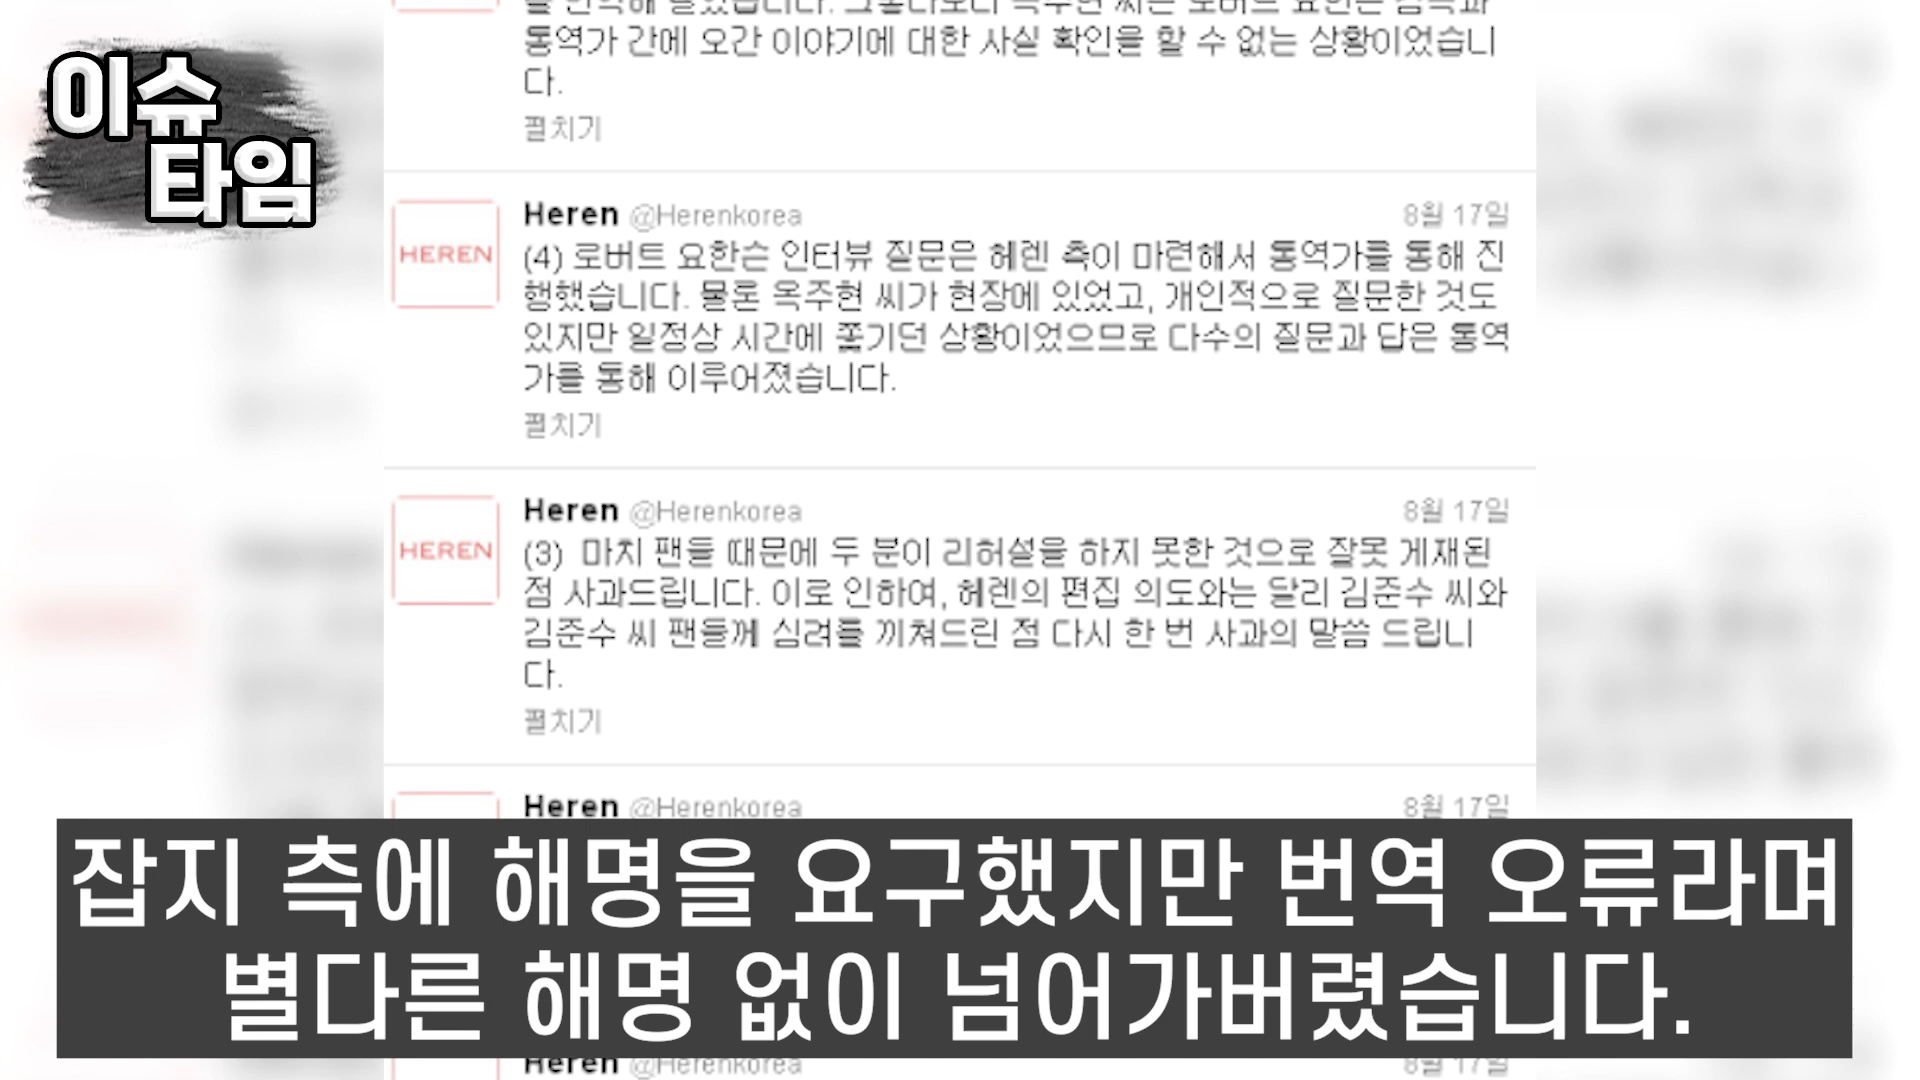 이슈
타임
통역가 간에 오간 이야기에 대한 사실 확인을 할 수 없는 상황이었습니
다.
펼치기
HEREN
Heren @Herenkorea 8월 17일
(4) 로버트 요한슨 인터뷰 질문은 헤렌 측이 마련해서 통역가를 통해 진
행했습니다. 물론 옥주현 씨가 현장에 있었고, 개인적으로 질문한 것도
있지만 일정상 시간에 쫓기던 상황이었으므로 다수의 질문과 답은 통역
가를 통해 이루어졌습니다.
펼치기
HEREN
Heren @Herenkorea 8월 17일
(3) 마치 팬들 때문에 두 분이 리허설을 하지 못한 것으로 잘못 게재된
점 사과드립니다. 이로 인하여, 헤렌의 편집 의도와는 달리 김준수 씨와
김준수 씨 팬들께 심려를 끼쳐드린 점 다시 한 번 사과의 말씀 드립니
다.
펼치기
Heren @Herenkorea 8월 17일
잡지 측에 해명을 요구했지만 번역 오류라며
별다른 해명 없이 넘어가버렸습니다.
Heren @Herenkorea 8월 17일